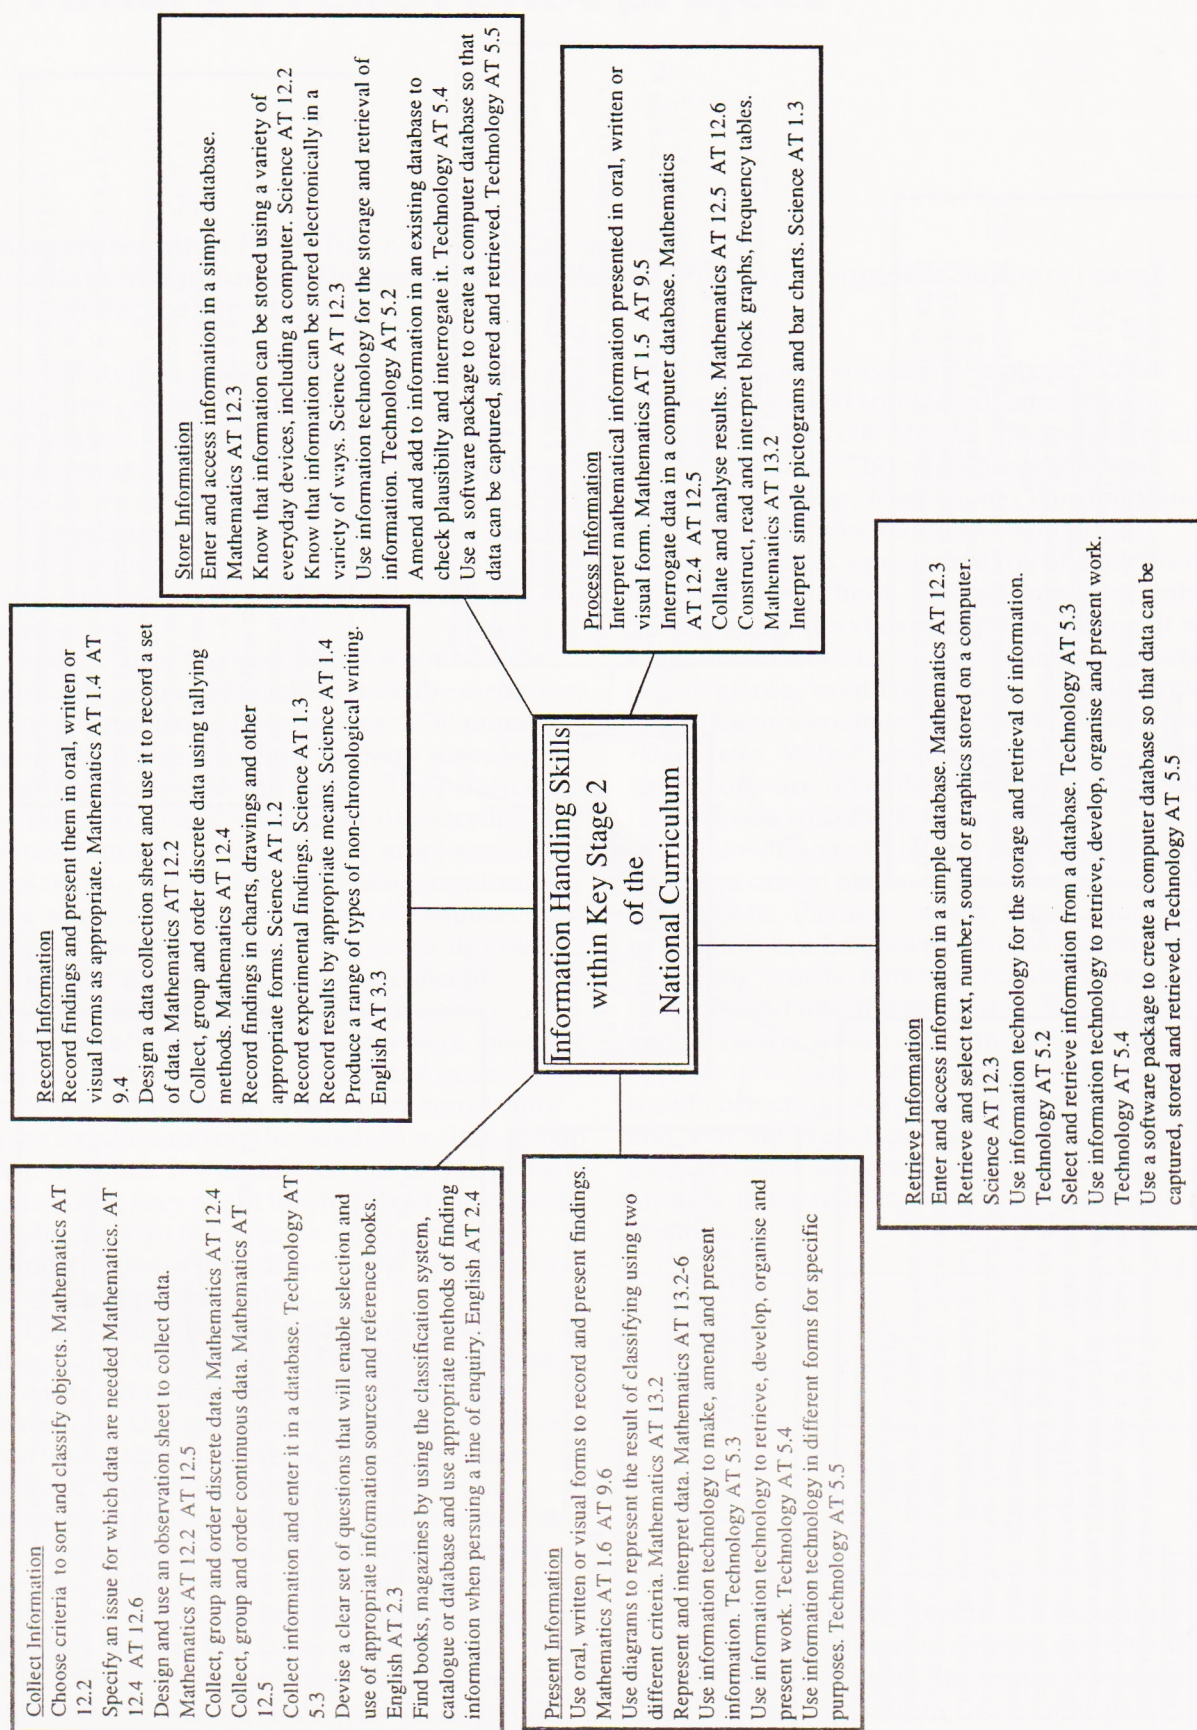 Collect Information
Choose criteria to sort and classify objects. Mathematics AT
12.2
Specify an issue for which data are needed Mathematics. AT
12.4 AT 12.6
Design and use an observation sheet to collect data.
Mathematics AT 12.2 AT 12.5
Collect, group and order discrete data. Mathematics AT 12.4
Collect, group and order continuous data. Mathematics AT
12.5
Collect information and enter it in a database. Technology AT
5.3
Devise a clear set of questions that will enable selection and
use of appropriate information sources and reference books.
English AT 2.3
Find books, magazines by using the classification system,
catalogue or database and use appropriate methods of finding
information when persuing a line of enquiry. English AT 2.4
Record Information
Record findings and present them in oral, written or
visual forms as appropriate. Mathematics AT 1.4 AT
9.4
Design a data collection sheet and use it to record a set
of data. Mathematics AT 12.2
Collect, group and order discrete data using tallying
methods. Mathematics AT 12.4
Record findings in charts, drawings and other
appropriate forms. Science AT 1.2
Record experimental findings. Science AT 1.3
Record results by appropriate means. Science AT 1.4
Produce a range of types of non-chronological writing.
English AT 3.3
Store Information
Enter and access information in a simple database.
Mathematics AT 12.3
Know that information can be stored using a variety of
everyday devices, including a computer. Science AT 12.2
Know that information can be stored electronically in a
variety of ways. Science AT 12.3
Use information technology for the storage and retrieval of
information. Technology AT 5.2
Amend and add to information in an existing database to
check plausibilty and interrogate it. Technology AT 5.4
Use a software package to create a computer database so that
data can be captured, stored and retrieved. Technology AT 5.5
Information Handling Skills
within Key Stage 2
of the
National Curriculum
Present Information
Use oral, written or visual forms to record and present findings.
Mathematics AT 1.6 AT 9.6
Use diagrams to represent the result of classifying using two
different criteria. Mathematics AT 13.2
Represent and interpret data. Mathematics AT 13.2-6
Use information technology to make, amend and present
information. Technology AT 5.3
Use information technology to retrieve, develop, organise and
present work. Technology AT 5.4
Use information technology in different forms for specific
purposes. Technology AT 5.5
Process Information
Interpret mathematical information presented in oral, written or
visual form. Mathematics AT 1.5 AT 9.5
Interrogate data in a computer database. Mathematics
AT 12.4 AT 12.5
Collate and analyse results. Mathematics AT 12.5 AT 12.6
Construct, read and interpret block graphs, frequency tables.
Mathematics AT 13.2
Interpret simple pictograms and bar charts. Science AT 1.3
Retrieve Information
Enter and access information in a simple database. Mathematics AT 12.3
Retrieve and select text, number, sound or graphics stored on a computer.
Science AT 12.3
Use information technology for the storage and retrieval of information.
Technology AT 5.2
Select and retrieve information from a database. Technology AT 5.3
Use information technology to retrieve, develop, organise and present work.
Technology AT 5.4
Use a software package to create a computer database so that data can be
captured, stored and retrieved. Technology AT 5.5